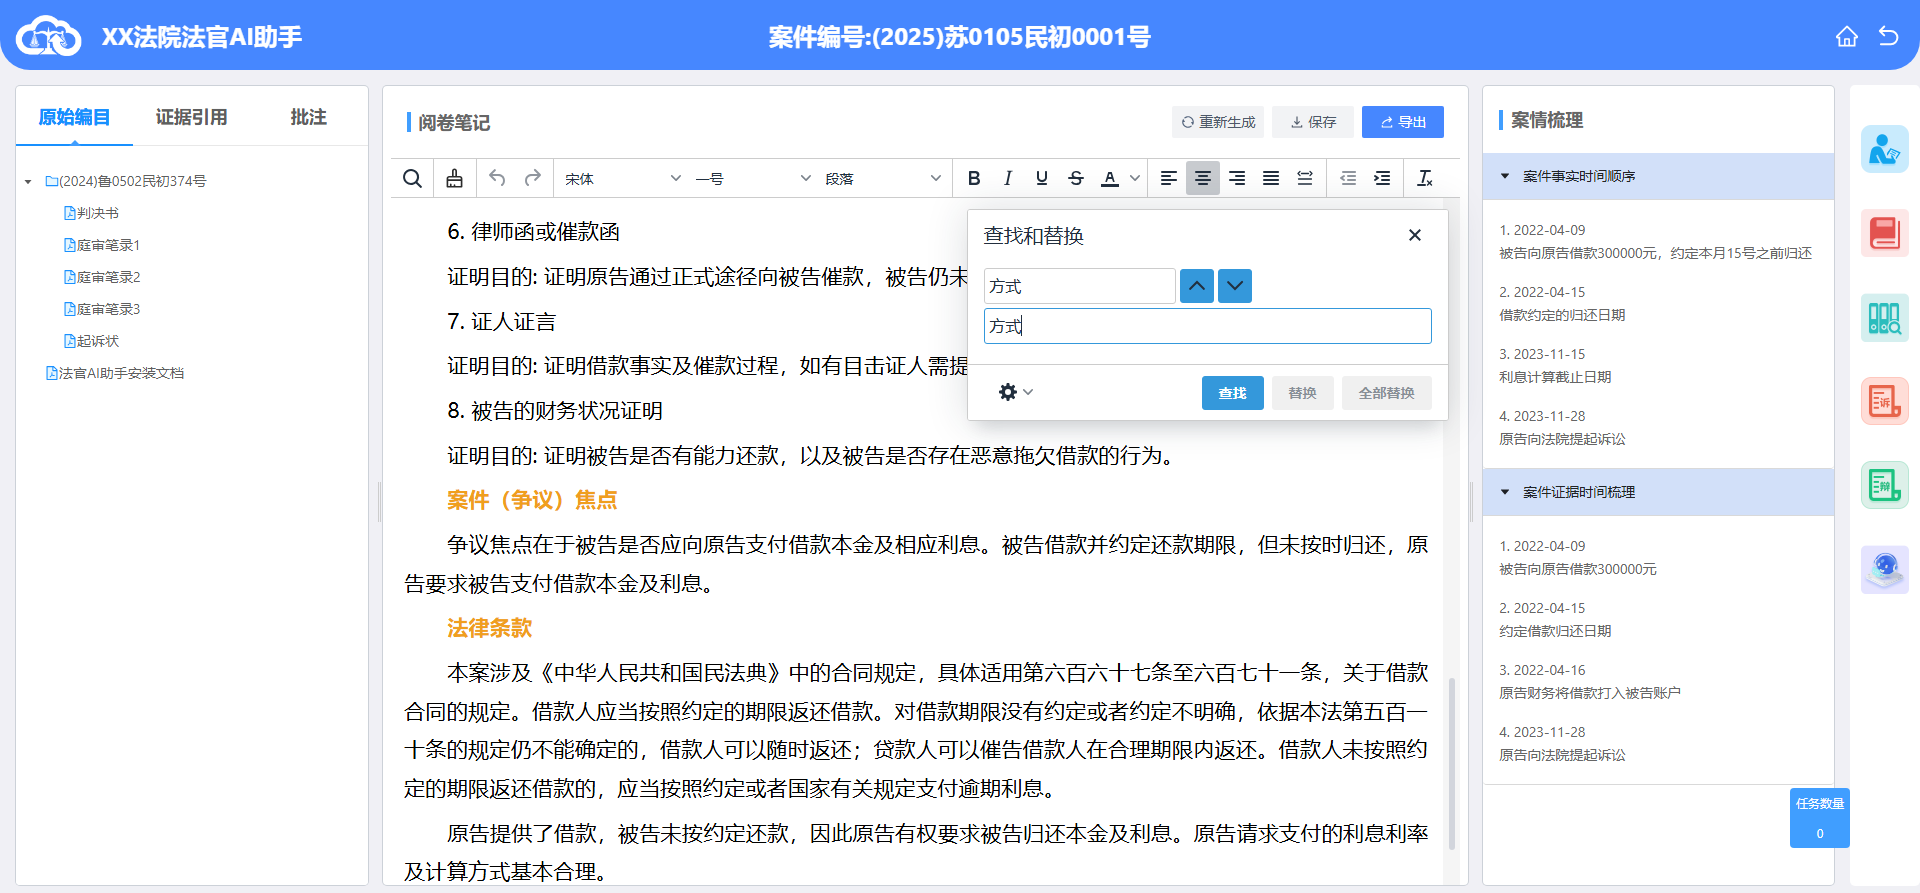 XX法院法官AI助手
案件编号:(2025)苏0105民初0001号
原始编目 证据引用 批注
(2024)鲁0502民初374号
判决书
庭审笔录1
庭审笔录2
庭审笔录3
起诉状
法官AI助手安装文档
阅卷笔记
重新生成 保存 导出
宋体 一号 段落
B I U S A
6. 律师函或催款函
证明目的: 证明原告通过正式途径向被告催款，被告仍未
7. 证人证言
证明目的: 证明借款事实及催款过程，如有目击证人需提
8. 被告的财务状况证明
证明目的: 证明被告是否有能力还款，以及被告是否存在恶意拖欠借款的行为。
案件（争议）焦点
争议焦点在于被告是否应向原告支付借款本金及相应利息。被告借款并约定还款期限，但未按时归还，原
告要求被告支付借款本金及利息。
法律条款
本案涉及《中华人民共和国民法典》中的合同规定，具体适用第六百六十七条至六百七十一条，关于借款
合同的规定。借款人应当按照约定的期限返还借款。对借款期限没有约定或者约定不明确，依据本法第五百一
十条的规定仍不能确定的，借款人可以随时返还；贷款人可以催告借款人在合理期限内返还。借款人未按照约
定的期限返还借款的，应当按照约定或者国家有关规定支付逾期利息。
原告提供了借款，被告未按约定还款，因此原告有权要求被告归还本金及利息。原告请求支付的利息利率
及计算方式基本合理。
查找和替换
方式
方式
查找 替换 全部替换
案情梳理
案件事实时间顺序
1. 2022-04-09
被告向原告借款300000元，约定本月15号之前归还
2. 2022-04-15
借款约定的归还日期
3. 2023-11-15
利息计算截止日期
4. 2023-11-28
原告向法院提起诉讼
案件证据时间梳理
1. 2022-04-09
被告向原告借款300000元
2. 2022-04-15
约定借款归还日期
3. 2022-04-16
原告财务将借款打入被告账户
4. 2023-11-28
原告向法院提起诉讼
任务数量
0
诉
辩